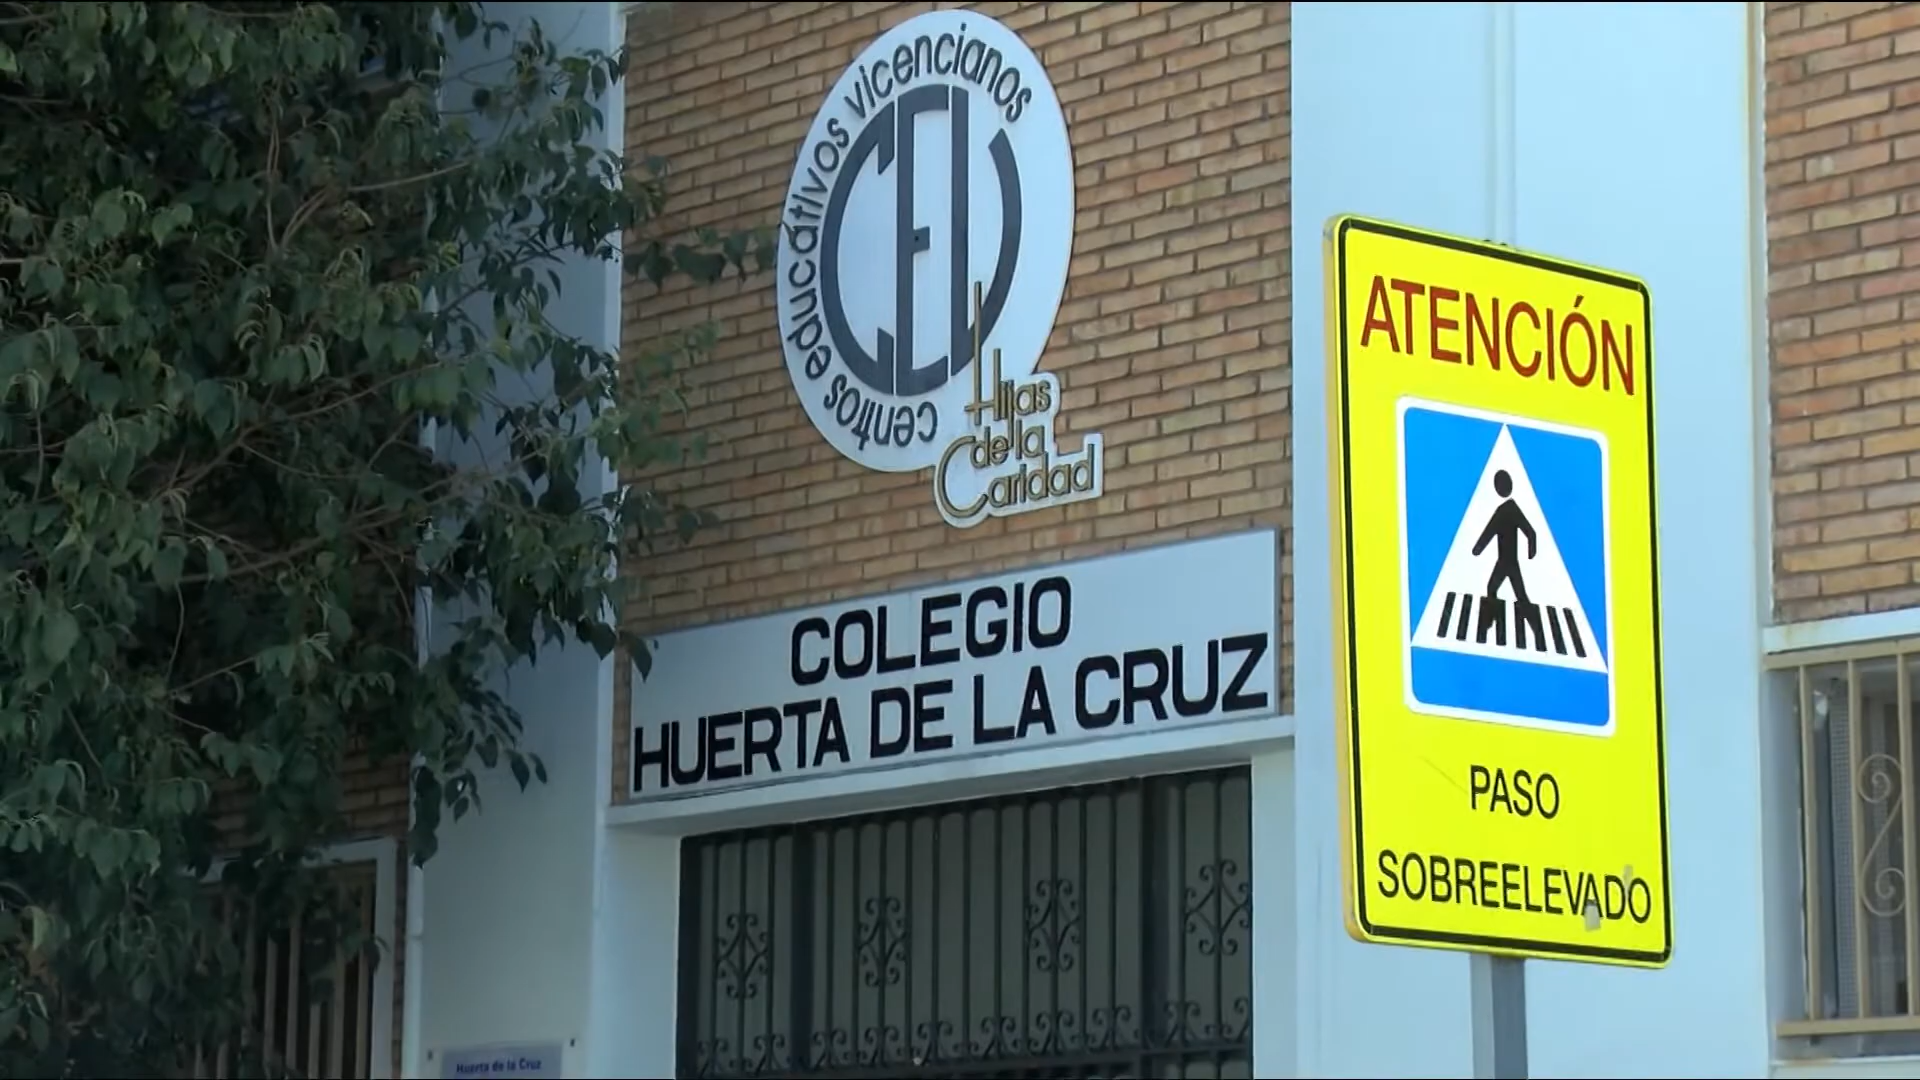 centros educativos vicencianos
CEV
Hijas
de la
Caridad
COLEGIO
HUERTA DE LA CRUZ
ATENCIÓN
PASO
SOBREELEVADO
Huerta de la Cruz